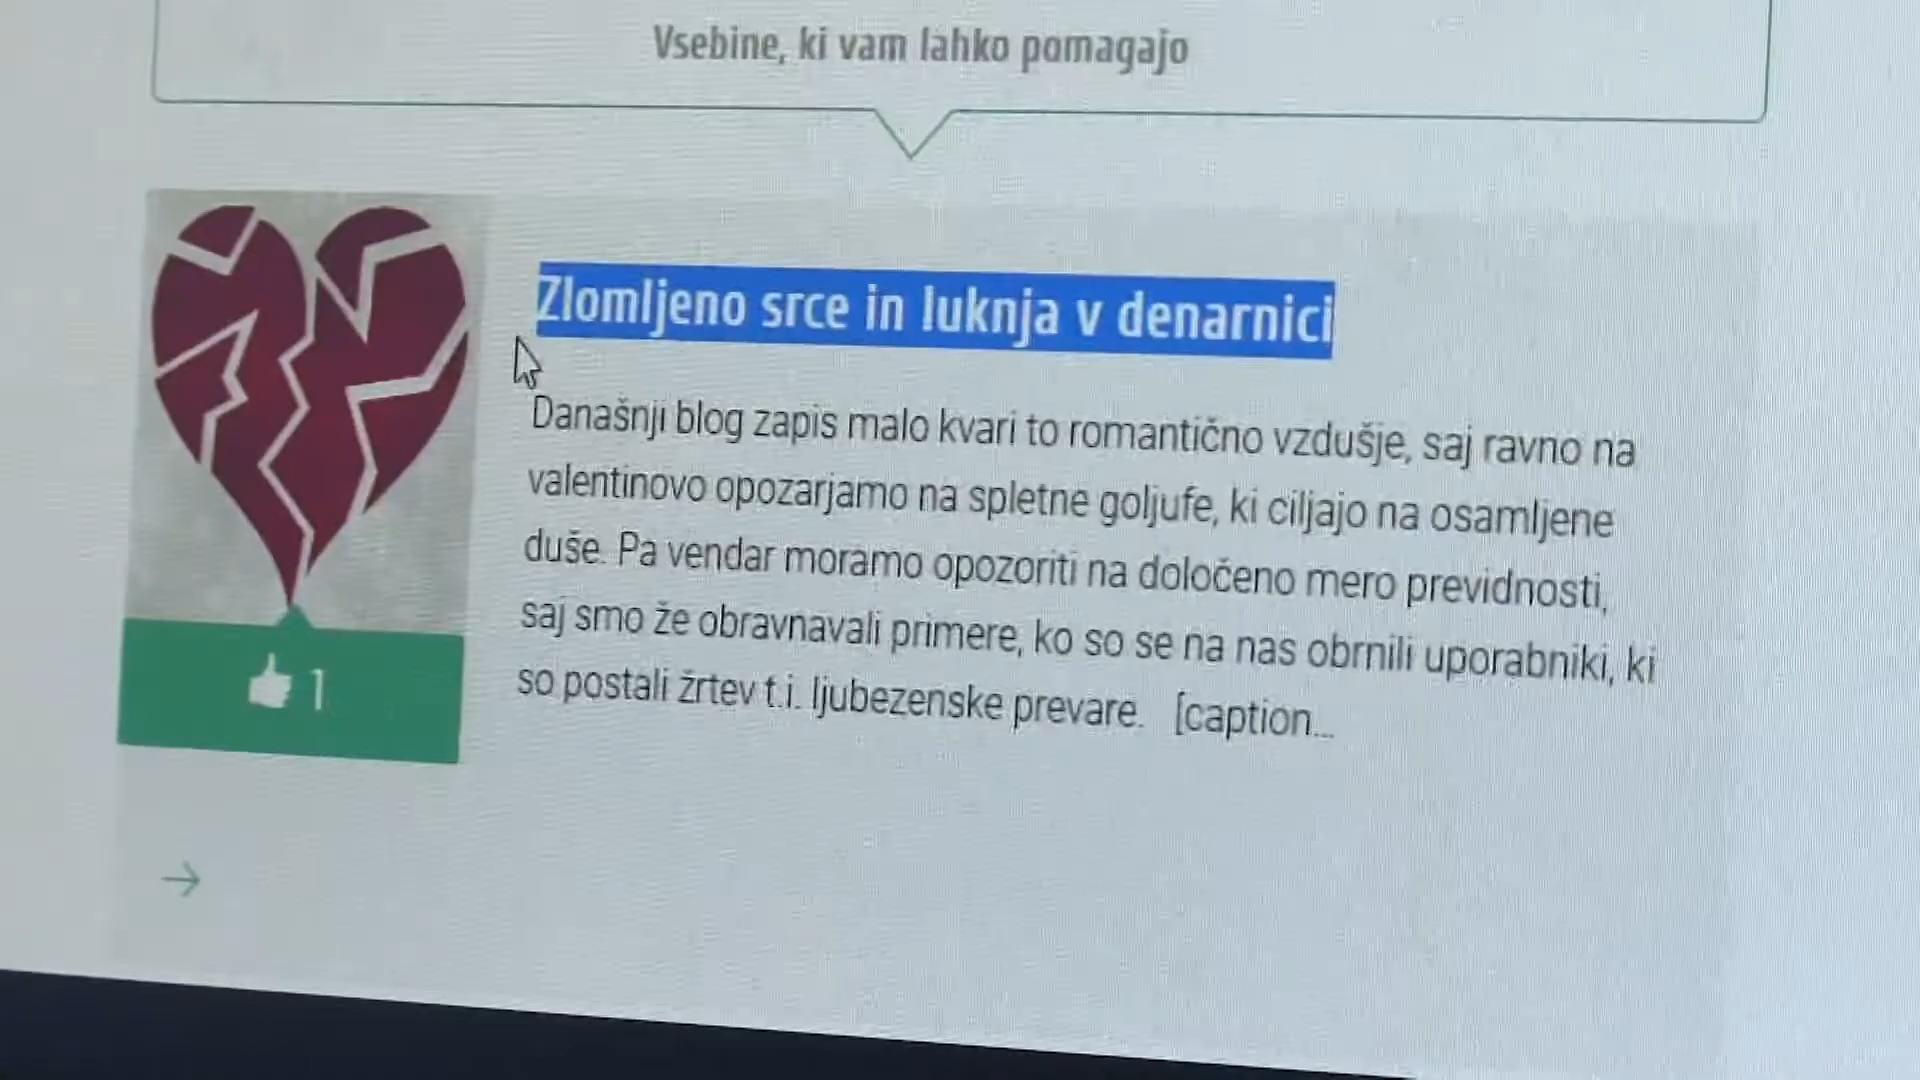 Vsebine, ki vam lahko pomagajo
Zlomljeno srce in luknja v denarnici
Današnji blog zapis malo kvari to romantično vzdušje, saj ravno na
valentinovo opozarjamo na spletne goljufe, ki ciljajo na osamljene
duše. Pa vendar moramo opozoriti na določeno mero previdnosti,
saj smo že obravnavali primere, ko so se na nas obrnili uporabniki, ki
so postali žrtev t.i. ljubezenske prevare. [caption...
1